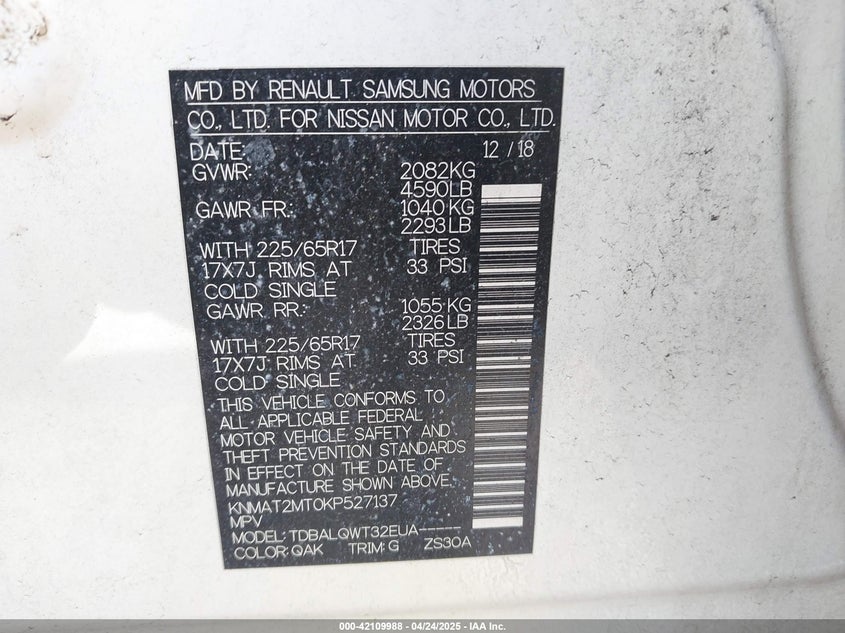 MFD BY RENAULT SAMSUNG MOTORS
CO., LTD. FOR NISSAN MOTOR CO., LTD.
DATE: 12 / 18
GVWR: 2082KG
4590LB
GAWR FR.: 1040 KG
2293 LB
WITH 225/65R17 TIRES
17X7J RIMS AT 33 PSI
COLD SINGLE
GAWR RR.: 1055 KG
2326 LB
WITH 225/65R17 TIRES
17X7J RIMS AT 33 PSI
COLD SINGLE
THIS VEHICLE CONFORMS TO
ALL APPLICABLE FEDERAL
MOTOR VEHICLE SAFETY AND
THEFT PREVENTION STANDARDS
IN EFFECT ON THE DATE OF
MANUFACTURE SHOWN ABOVE.
KNMAT2MT0KP527137
MPV
MODEL: TDBALQWT32EUA-----
COLOR: QAK TRIM: G ZS30A
000-42109988 - 04/24/2025 - IAA Inc.